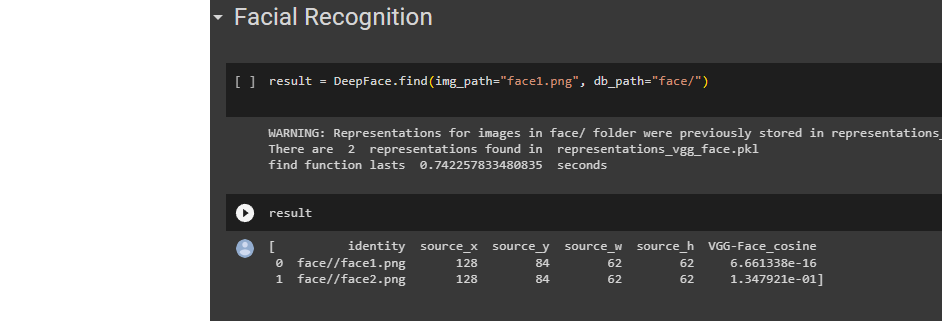 Facial Recognition
[ ] result = DeepFace.find(img_path="face1.png", db_path="face/")
WARNING: Representations for images in face/ folder were previously stored in representations_
There are  2  representations found in  representations_vgg_face.pkl
find function lasts  0.742257833480835  seconds
result
[          identity  source_x  source_y  source_w  source_h  VGG-Face_cosine
0  face//face1.png       128        84        62        62     6.661338e-16
1  face//face2.png       128        84        62        62     1.347921e-01]